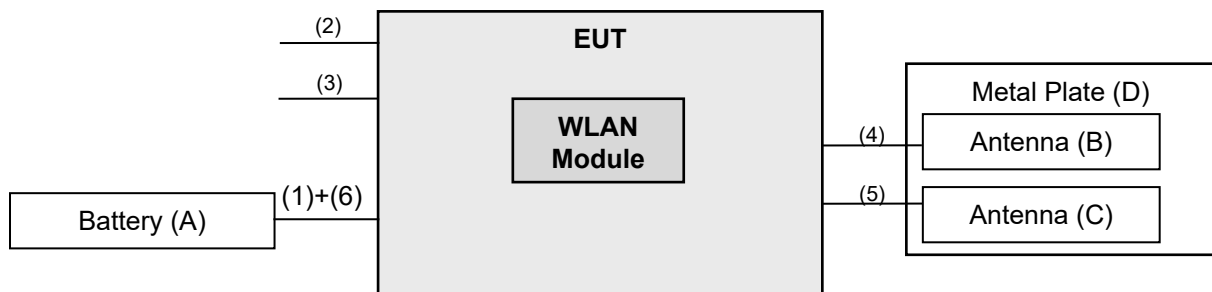 (2)
EUT
(3)
WLAN
Module
Metal Plate (D)
(4)
Antenna (B)
(1)+(6)
Battery (A)
(5)
Antenna (C)